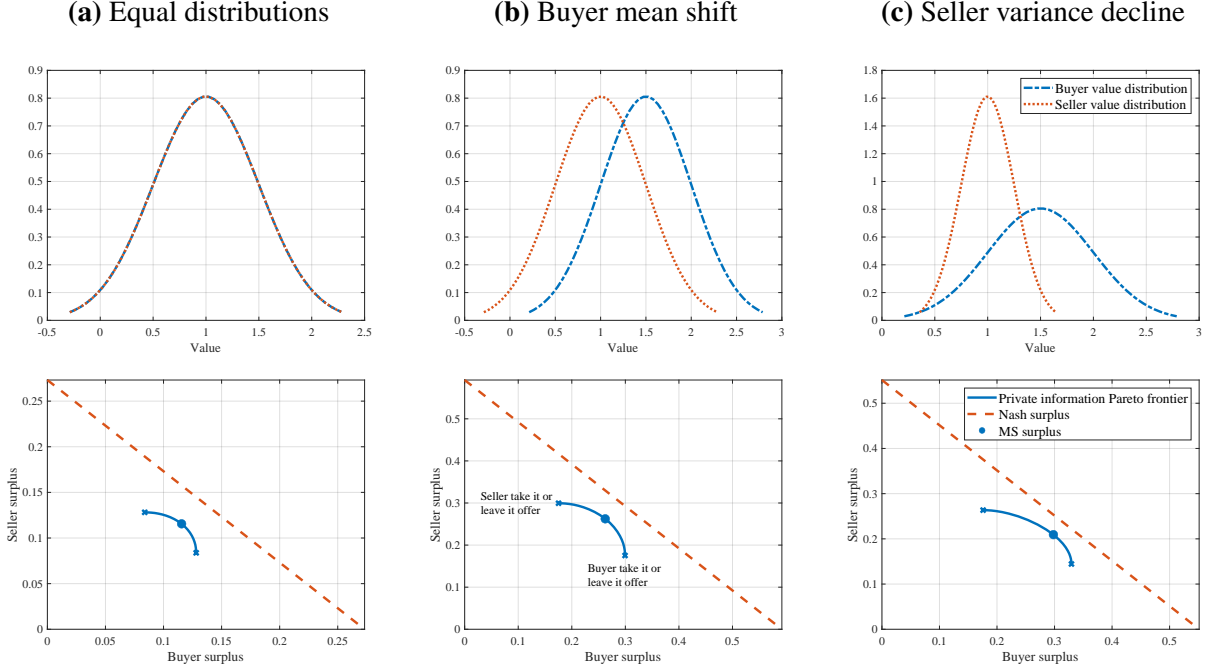 (a) Equal distributions
(b) Buyer mean shift
(c) Seller variance decline
0.9
0.8
0.7
0.6
0.5
0.4
0.3
0.2
0.1
0
-0.5 0 0.5 1 1.5 2 2.5
Value
0.9
0.8
0.7
0.6
0.5
0.4
0.3
0.2
0.1
0
-0.5 0 0.5 1 1.5 2 2.5 3
Value
1.8
1.6
1.4
1.2
1
0.8
0.6
0.4
0.2
0
0 0.5 1 1.5 2 2.5 3
Value
Buyer value distribution
Seller value distribution
Seller surplus
0.25
0.2
0.15
0.1
0.05
0
0 0.05 0.1 0.15 0.2 0.25
Buyer surplus
Seller surplus
0.5
0.4
0.3
0.2
0.1
0
Seller take it or
leave it offer
Buyer take it or
leave it offer
0 0.1 0.2 0.3 0.4 0.5
Buyer surplus
Seller surplus
0.5
0.4
0.3
0.2
0.1
0
Private information Pareto frontier
Nash surplus
MS surplus
0 0.1 0.2 0.3 0.4 0.5
Buyer surplus